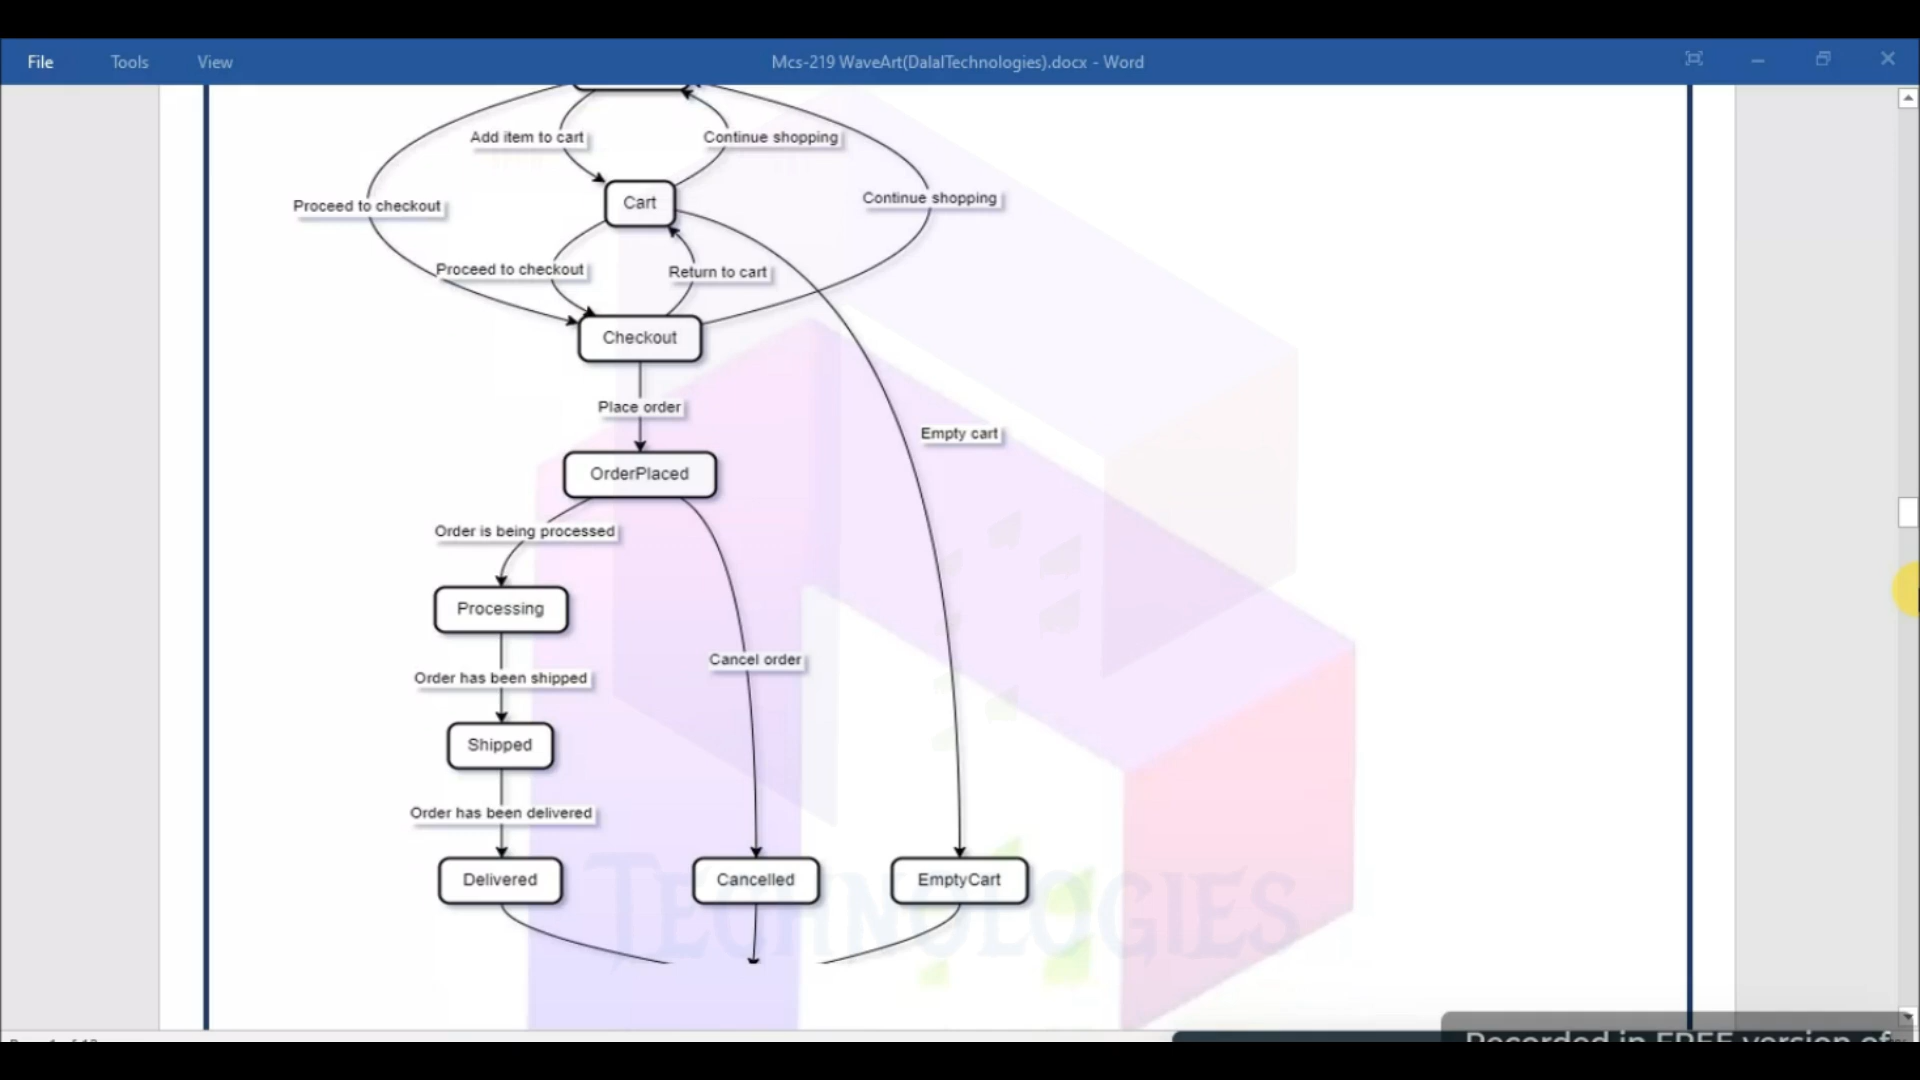 File Tools View Mcs-219 WaveArt(DalalTechnologies).docx - Word
Add item to cart Continue shopping
Proceed to checkout Cart Continue shopping
Proceed to checkout Return to cart
Checkout
Place order
Empty cart
OrderPlaced
Order is being processed
Processing
Cancel order
Order has been shipped
Shipped
Order has been delivered
Delivered Cancelled EmptyCart
TECHNOLOGIES
Recorded in FREE version of